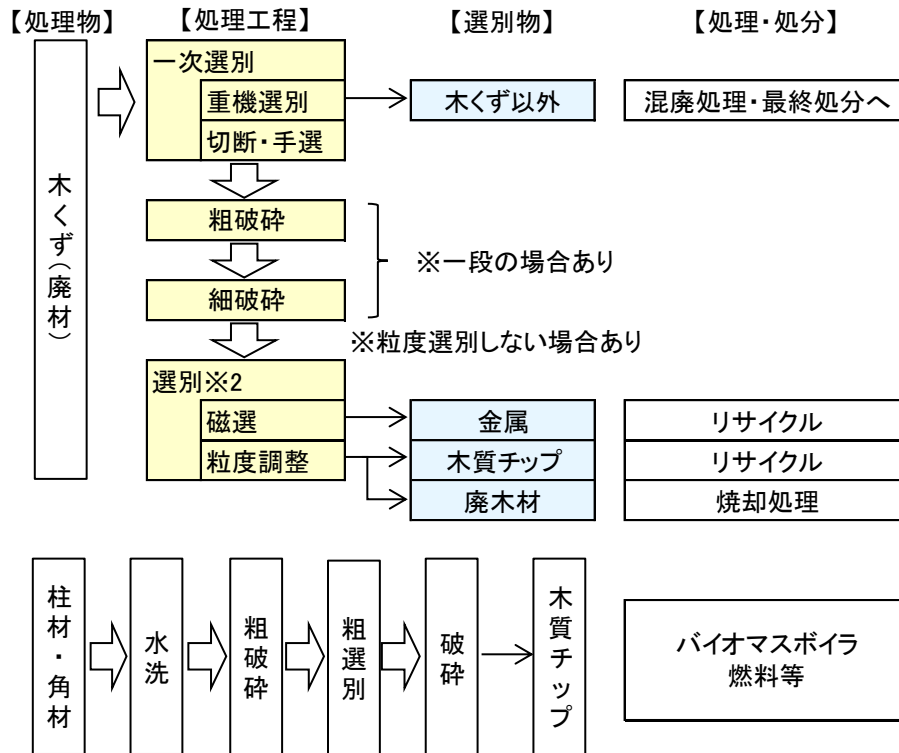 【処理物】 【処理工程】 【選別物】 【処理・処分】
木くず(廃材)
一次選別
重機選別 木くず以外 混廃処理・最終処分へ
切断・手選
粗破砕
※一段の場合あり
細破砕
※粒度選別しない場合あり
選別※2
磁選 金属 リサイクル
粒度調整 木質チップ リサイクル
廃木材 焼却処理
柱材・角材
水洗
粗破砕
粗選別
破砕
木質チップ
バイオマスボイラ
燃料等